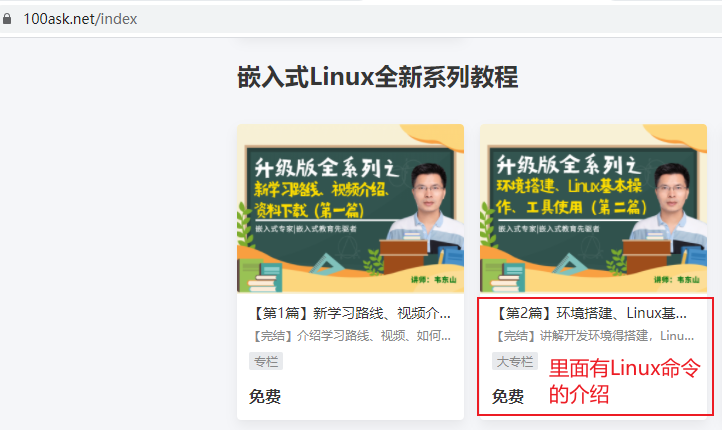 100ask.net/index
嵌入式Linux全新系列教程
升级版全系列之
新学习路线、视频介绍、
资料下载（第一篇）
嵌入式专家|嵌入式教育先驱者
讲师：韦东山
【第1篇】新学习路线、视频介...
【完结】介绍学习路线、视频、如何...
专栏
免费
升级版全系列之
环境搭建、Linux基本操
作、工具使用（第二篇）
嵌入式专家|嵌入式教育先驱者
讲师：韦东山
【第2篇】环境搭建、Linux基...
【完结】讲解开发环境得搭建，Linu...
大专栏
免费
里面有Linux命令
的介绍